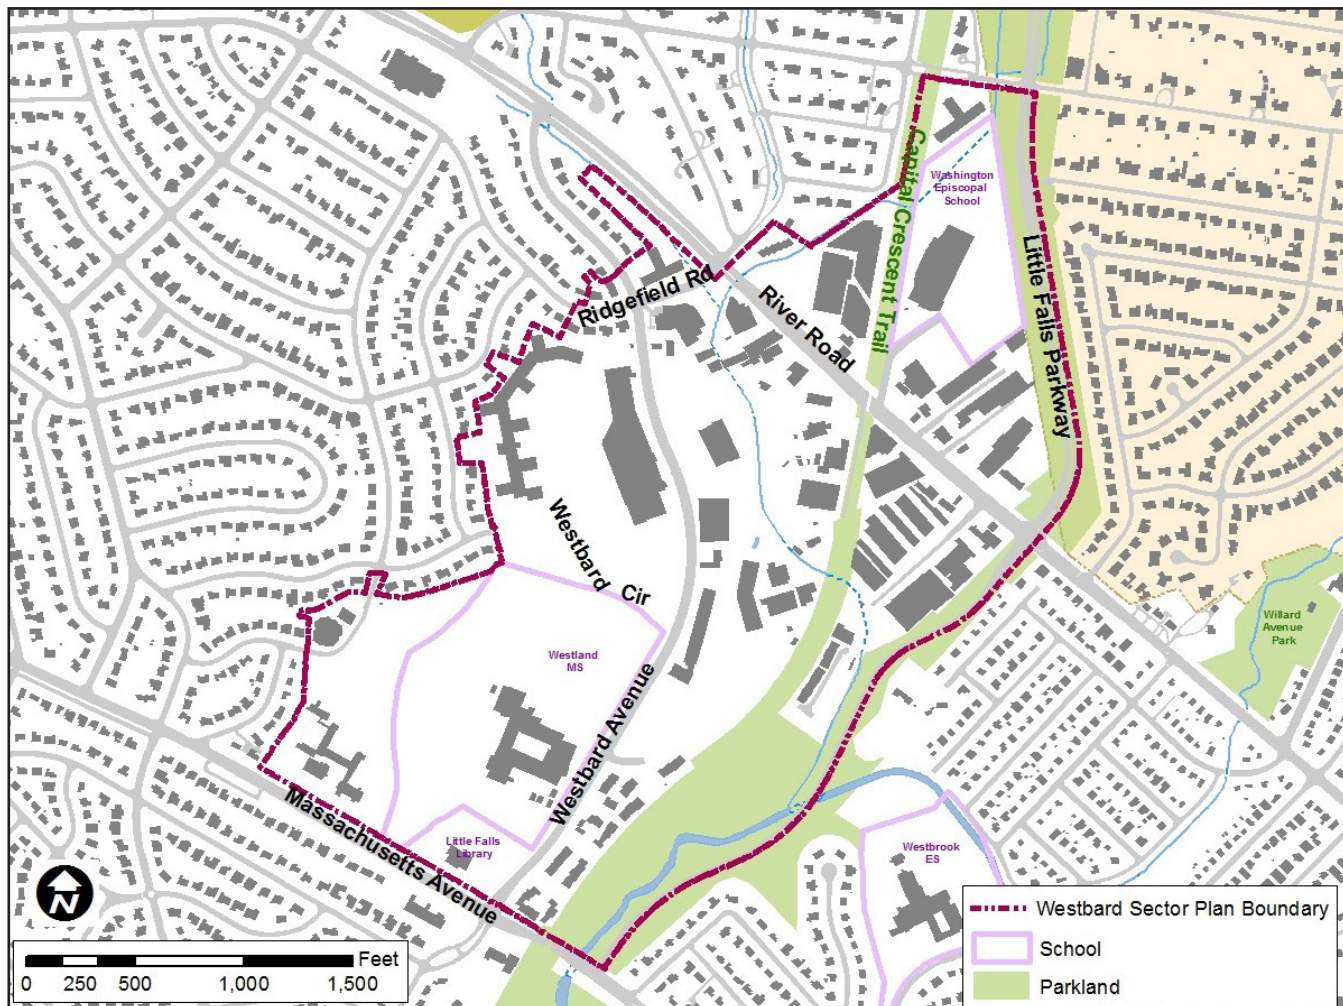 Capital Crescent Trail
Washington
Episcopal
School
Little Falls Parkway
Ridgefield Rd
River Road
Westbard
Cir
Willard
Avenue
Park
Westland
MS
Westbard Avenue
Massachusetts Avenue
Little Falls
Library
Westbrook
ES
N
Feet
0 250 500 1,000 1,500
Westbard Sector Plan Boundary
School
Parkland